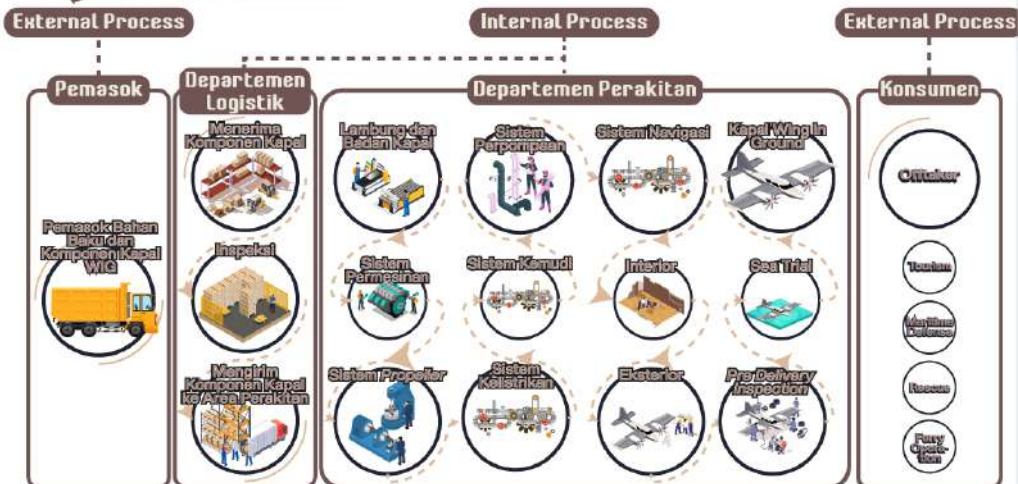 External Process
Internal Process
External Process
Pemasok
Departemen
Logistik
Departemen Perakitan
Konsumen
Pemasok Bahan
Baku dan
Komponen Kapal
WIG
Menerima
Komponen Kapal
Inspeksi
Mengirim
Komponen Kapal
ke Area Perakitan
Lambung dan
Badan Kapal
Sistem
Permesinan
Sistem Propeller
Sistem
Perpompaan
Sistem Kemudi
Sistem
Kelistrikan
Sistem Navigasi
Interior
Eksterior
Kapal Wing In
Ground
Sea Trial
Pre Delivery
Inspection
Offtaker
Tourism
Maritime
Defense
Rescue
Ferry
Opera-
tion